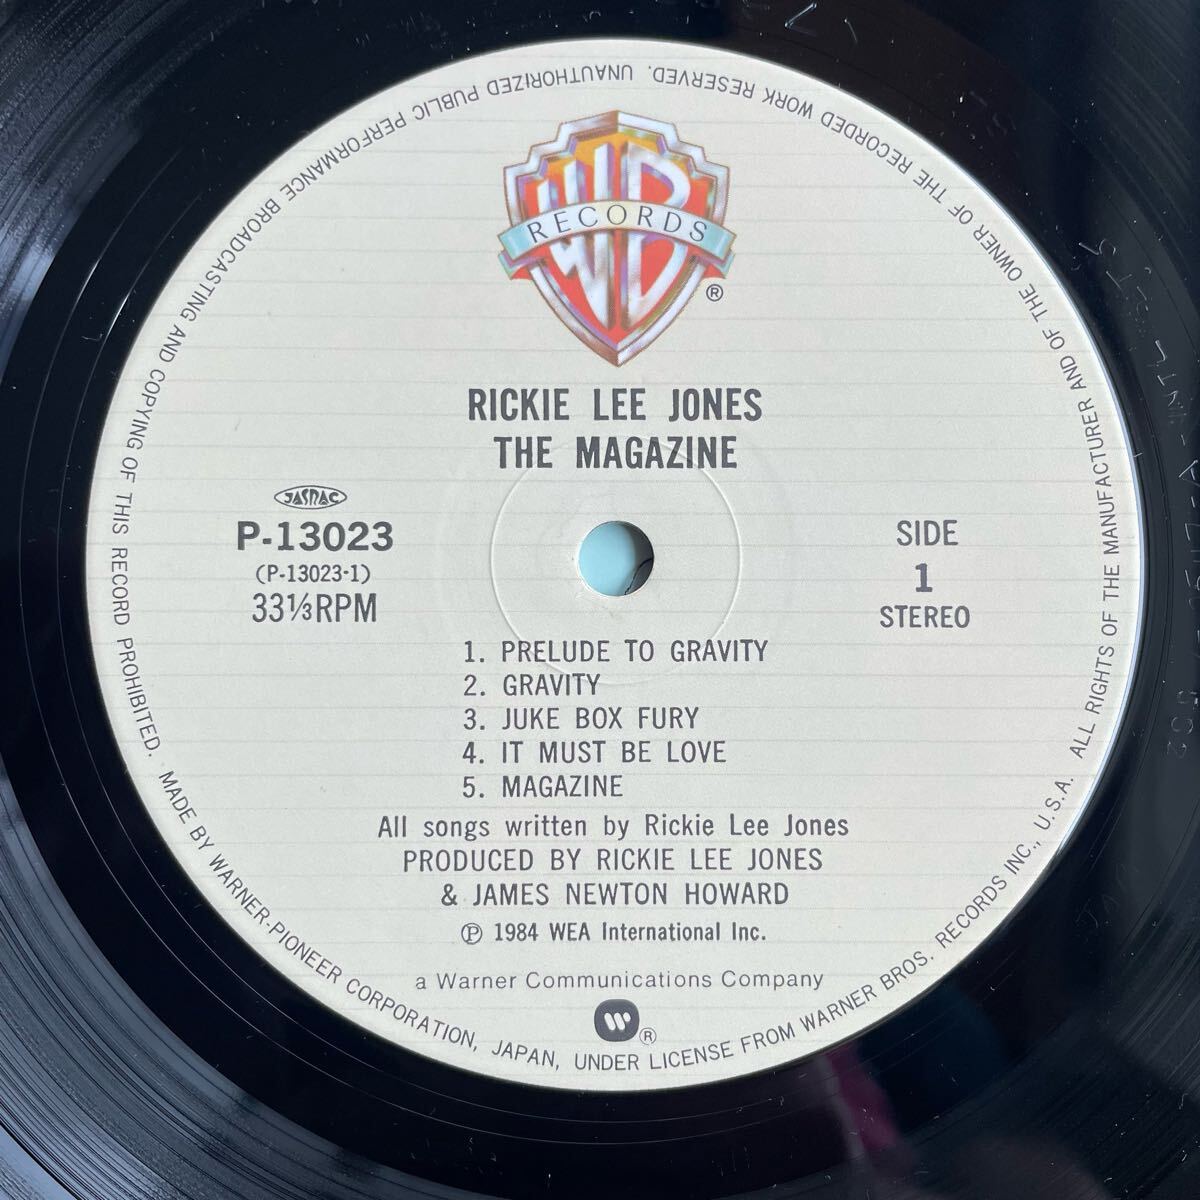 WB
RECORDS
®
RICKIE LEE JONES
THE MAGAZINE
JASRAC
P-13023
(P-13023-1)
33⅓RPM
SIDE
1
STEREO
1. PRELUDE TO GRAVITY
2. GRAVITY
3. JUKE BOX FURY
4. IT MUST BE LOVE
5. MAGAZINE
All songs written by Rickie Lee Jones
PRODUCED BY RICKIE LEE JONES
& JAMES NEWTON HOWARD
Ⓟ 1984 WEA International Inc.
a Warner Communications Company
®
MADE BY WARNER-PIONEER CORPORATION, JAPAN, UNDER LICENSE FROM WARNER BROS. RECORDS INC., U.S.A. ALL RIGHTS OF THE MANUFACTURER AND OF THE OWNER OF THE RECORDED WORK RESERVED. UNAUTHORIZED PUBLIC PERFORMANCE BROADCASTING AND COPYING OF THIS RECORD PROHIBITED.